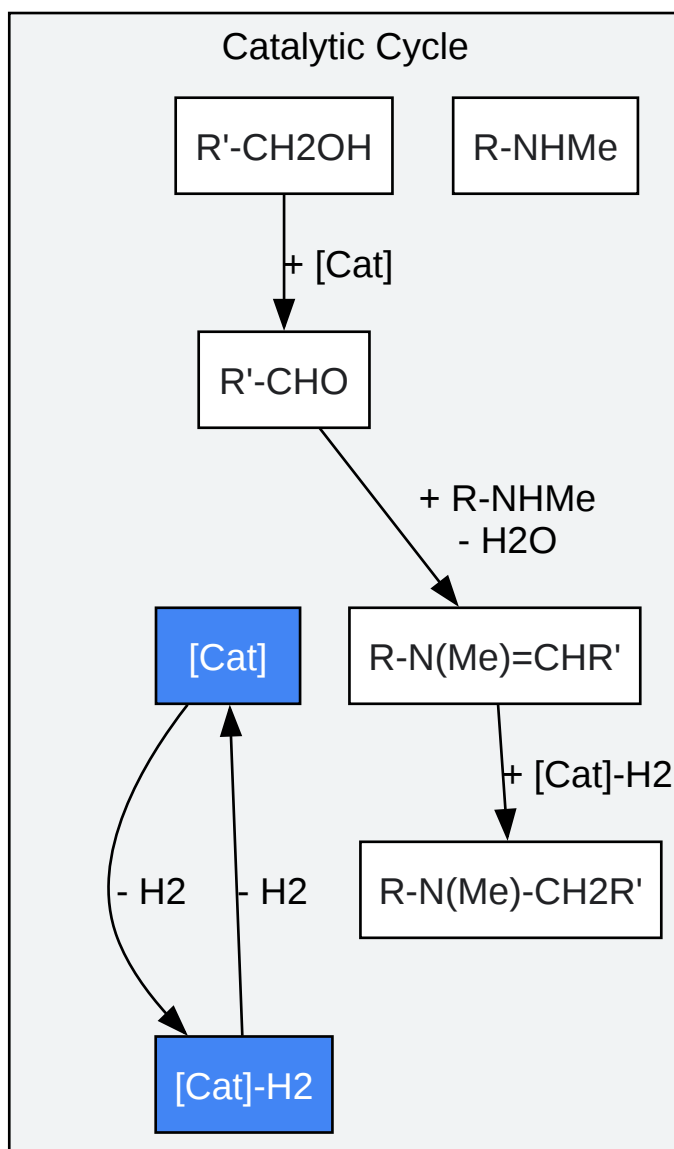 Catalytic Cycle
R'-CH2OH
R-NHMe
+ [Cat]
R'-CHO
+ R-NHMe
- H2O
[Cat]
R-N(Me)=CHR'
+ [Cat]-H2
R-N(Me)-CH2R'
- H2
- H2
[Cat]-H2